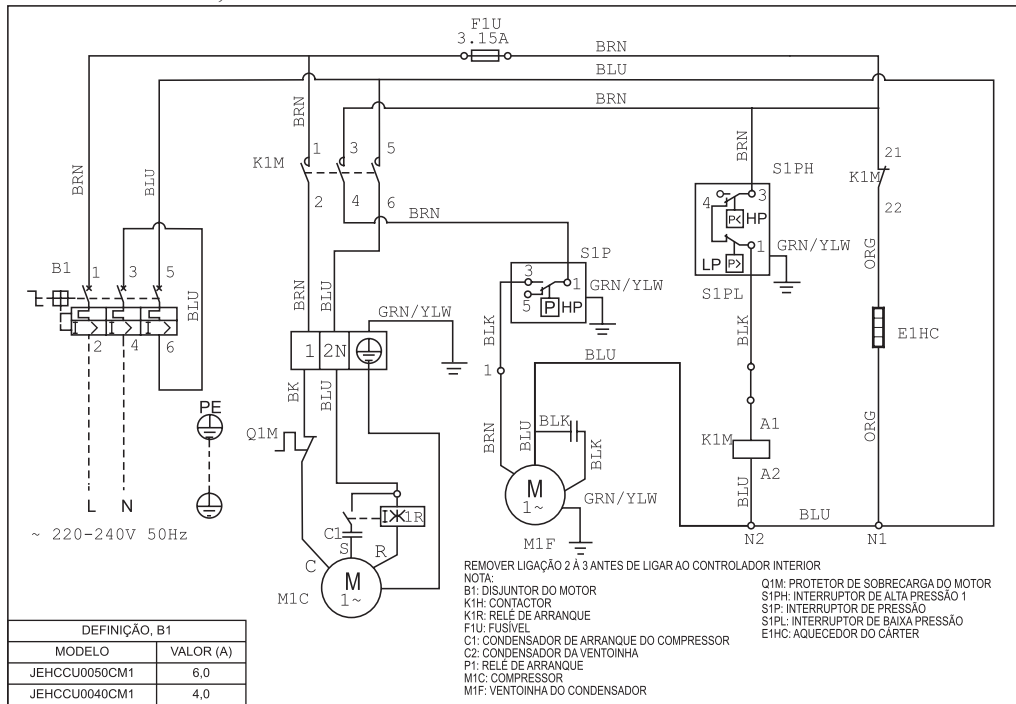 F1U
3.15A
BRN
BLU
BRN
BRN
BRN
BLU
BRN
1
3
5
K1M
2
4
6
BRN
S1PH
4
3
HP
P<
LP
P>
1
GRN/YLW
S1PL
21
K1M
22
ORG
B1
1
3
5
BLU
2
4
6
S1P
3
1
GRN/YLW
5
P
HP
BRN
BLU
GRN/YLW
BLK
BLK
E1HC
1
2N
BLU
1
BK
BLU
PE
Q1M
BRN
BLU
BLK
BLK
K1M
A1
A2
ORG
M
1~
GRN/YLW
BLU
BLU
L
N
~ 220-240V 50Hz
1R
C1
S
R
C
M
1~
M1C
M1F
N2
N1
REMOVER LIGAÇÃO 2 À 3 ANTES DE LIGAR AO CONTROLADOR INTERIOR
NOTA:
B1: DISJUNTOR DO MOTOR
K1H: CONTACTOR
K1R: RELÉ DE ARRANQUE
F1U: FUSÍVEL
C1: CONDENSADOR DE ARRANQUE DO COMPRESSOR
C2: CONDENSADOR DA VENTOINHA
P1: RELÉ DE ARRANQUE
M1C: COMPRESSOR
M1F: VENTOINHA DO CONDENSADOR
Q1M: PROTETOR DE SOBRECARGA DO MOTOR
S1PH: INTERRUPTOR DE ALTA PRESSÃO 1
S1P: INTERRUPTOR DE PRESSÃO
S1PL: INTERRUPTOR DE BAIXA PRESSÃO
E1HC: AQUECEDOR DO CÁRTER
DEFINIÇÃO, B1
MODELO VALOR (A)
JEHCCU0050CM1 6,0
JEHCCU0040CM1 4,0